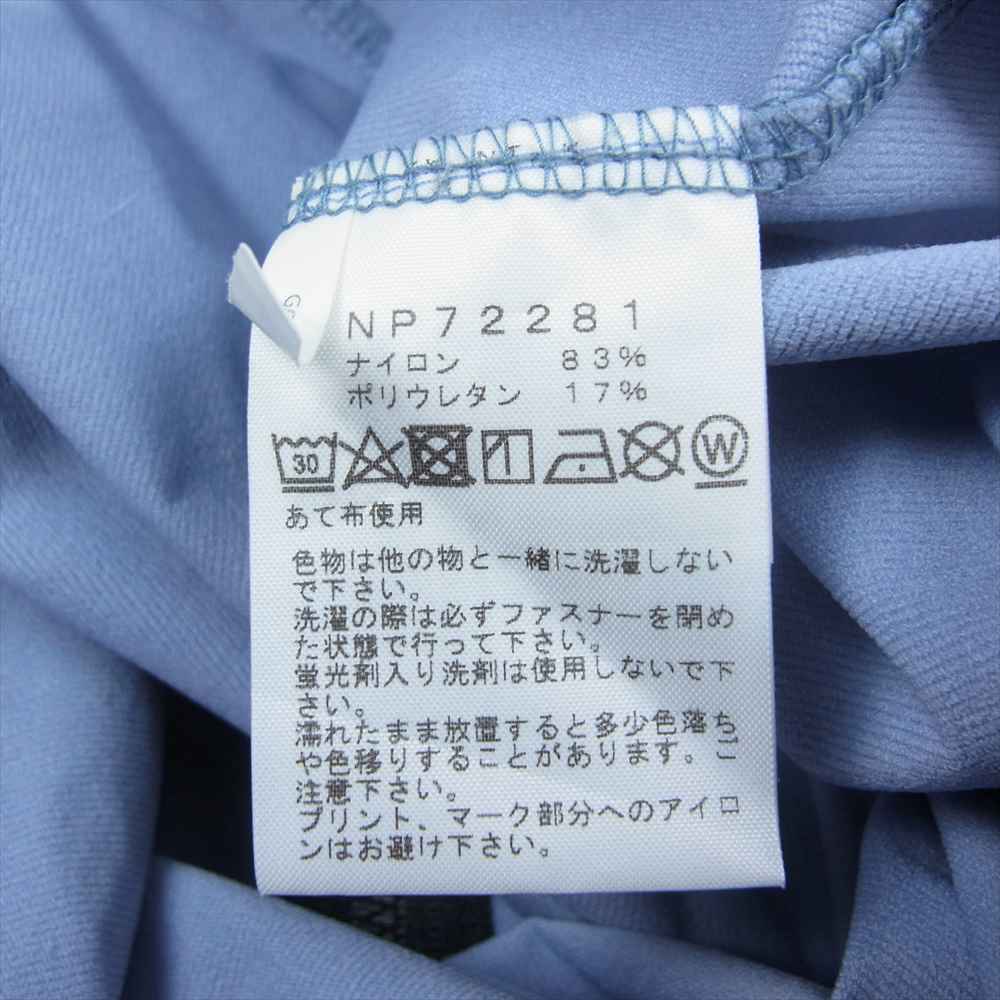 NP72281
ナイロン 83%
ポリウレタン 17%
30 W
あて布使用
色物は他の物と一緒に洗濯しない
で下さい。
洗濯の際は必ずファスナーを閉め
た状態で行って下さい。
蛍光剤入り洗剤は使用しないで下
さい。
濡れたまま放置すると多少色落ち
や色移りすることがあります。ご
注意下さい。
プリント、マーク部分へのアイロ
ンはお避け下さい。